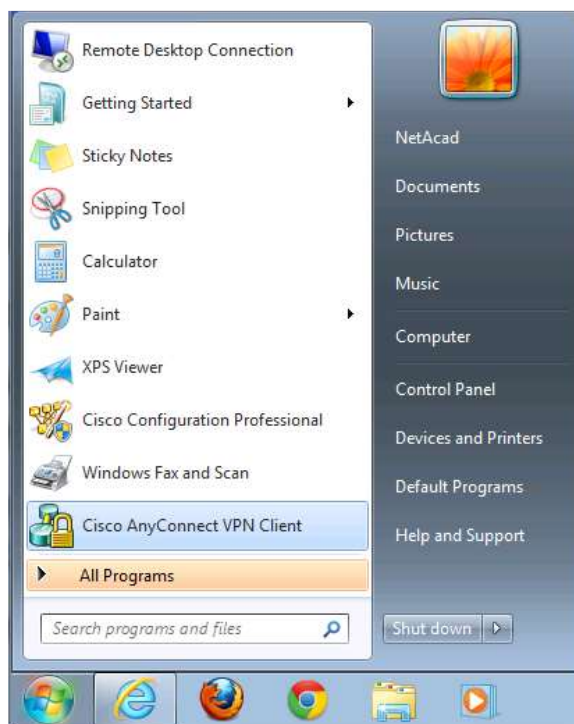 Remote Desktop Connection
Getting Started
Sticky Notes
Snipping Tool
Calculator
Paint
XPS Viewer
Cisco Configuration Professional
Windows Fax and Scan
Cisco AnyConnect VPN Client
All Programs
Search programs and files
NetAcad
Documents
Pictures
Music
Computer
Control Panel
Devices and Printers
Default Programs
Help and Support
Shut down